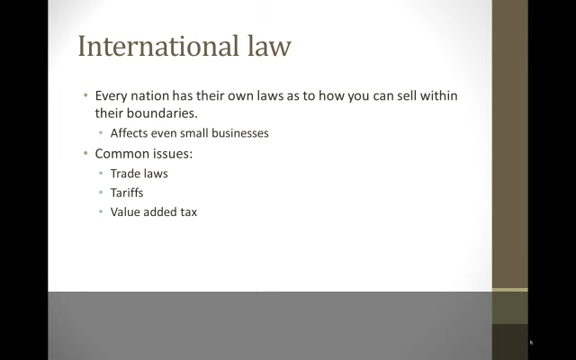 International law
Every nation has their own laws as to how you can sell within
their boundaries.
Affects even small businesses
Common issues:
Trade laws
Tariffs
Value added tax